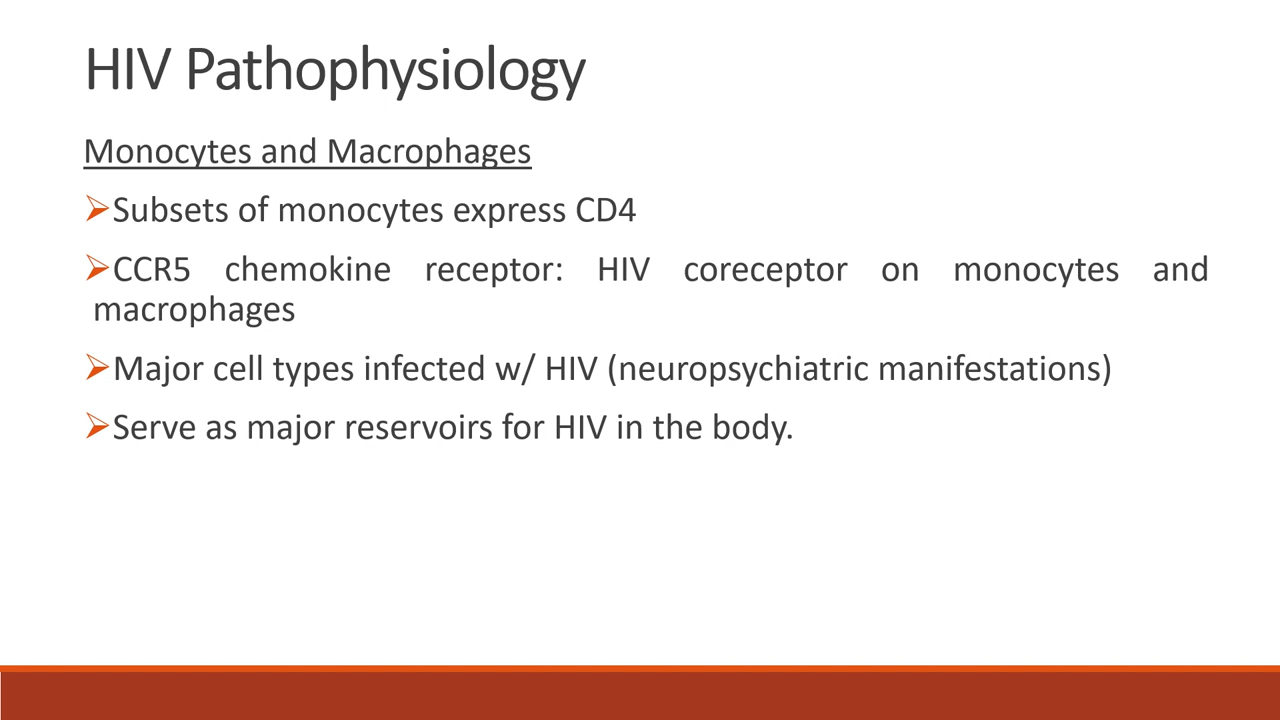 HIV Pathophysiology
Monocytes and Macrophages
➢Subsets of monocytes express CD4
➢CCR5 chemokine receptor: HIV coreceptor on monocytes and
macrophages
➢Major cell types infected w/ HIV (neuropsychiatric manifestations)
➢Serve as major reservoirs for HIV in the body.